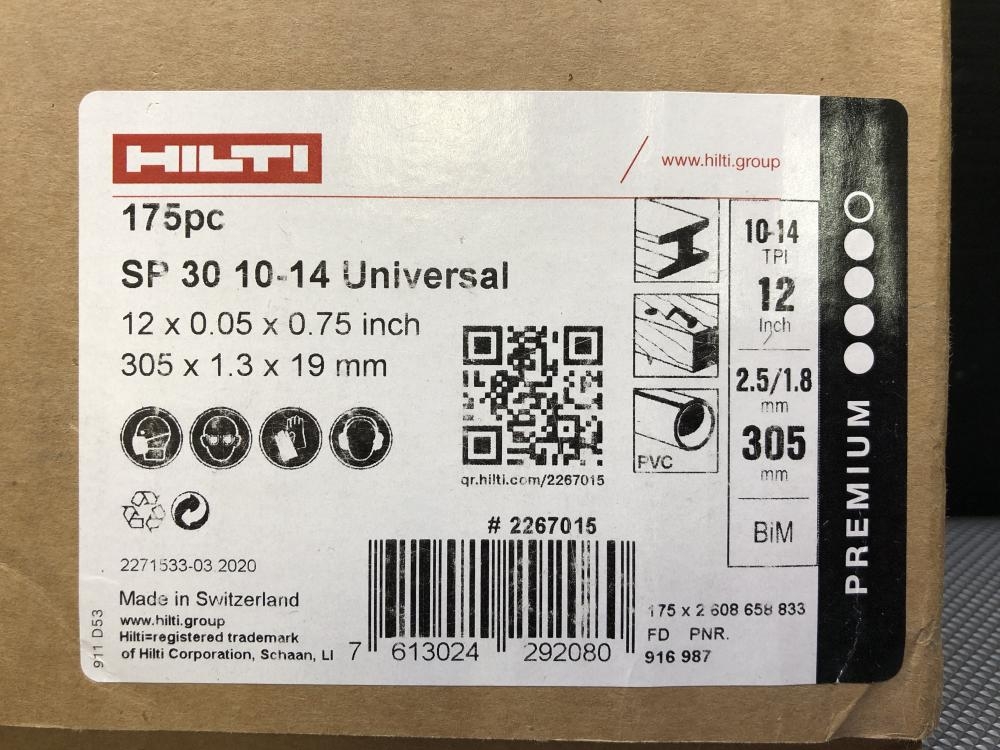 HILTI
www.hilti.group
175pc
SP 30 10-14 Universal
12 x 0.05 x 0.75 inch
305 x 1.3 x 19 mm
qr.hilti.com/2267015
# 2267015
2271533-03 2020
Made in Switzerland
www.hilti.group
Hilti=registered trademark
of Hilti Corporation, Schaan, LI
911 D53
7 613024 292080
PVC
10-14
TPI
12
Inch
2.5/1.8
mm
305
mm
BiM
175 x 2 608 658 833
FD PNR.
916 987
PREMIUM